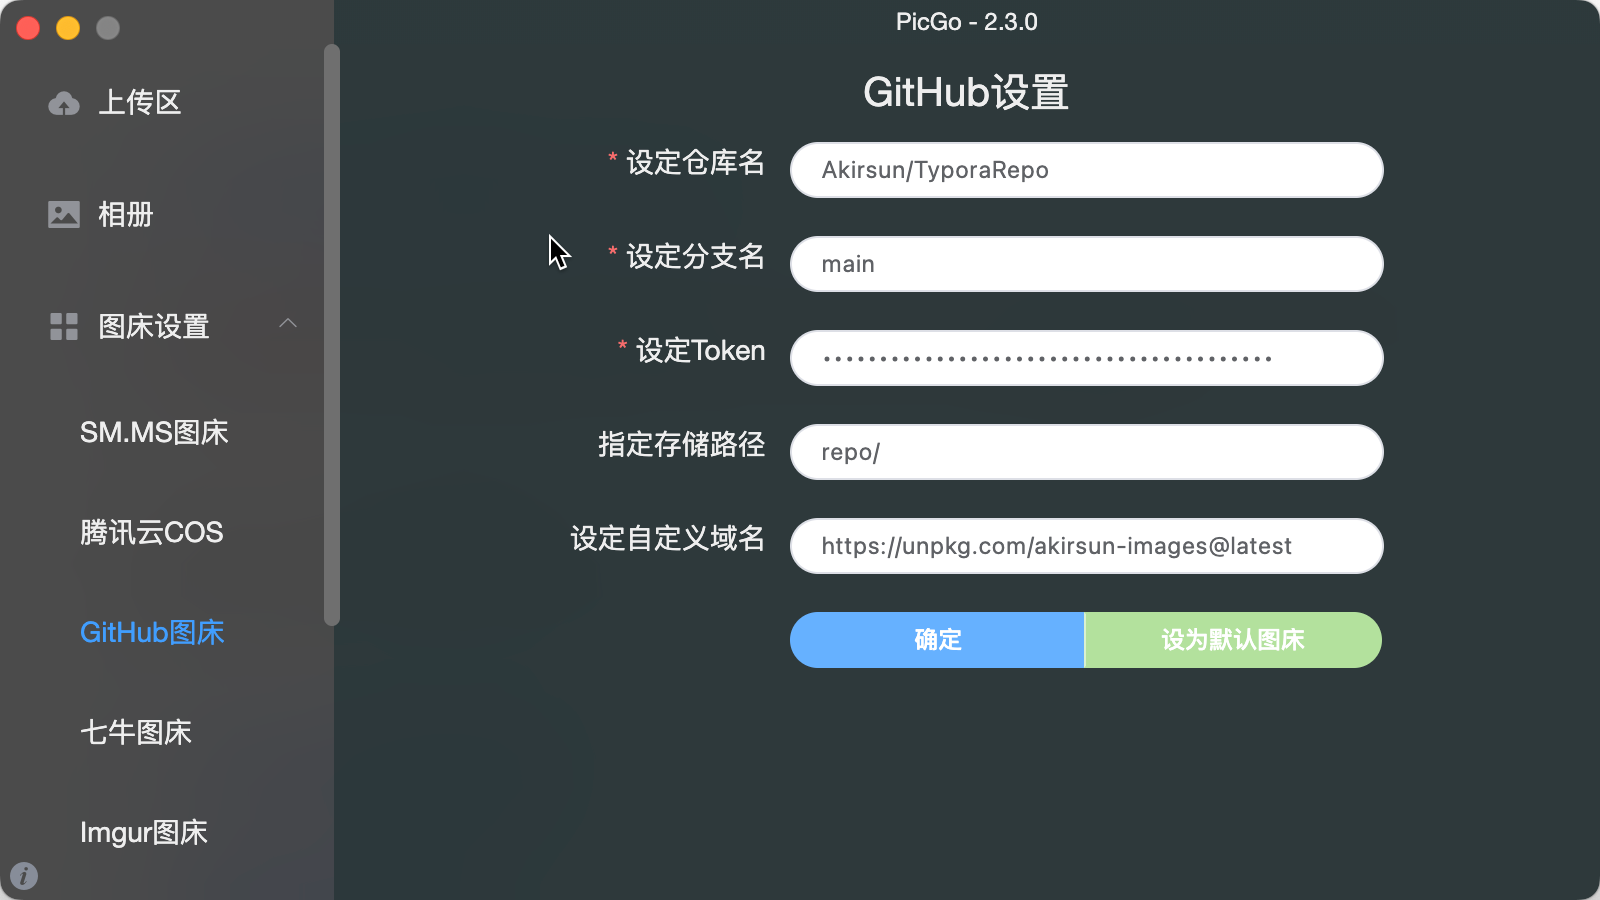 PicGo - 2.3.0
上传区
相册
图床设置
SM.MS图床
腾讯云COS
GitHub图床
七牛图床
Imgur图床
GitHub设置
* 设定仓库名
Akirsun/TyporaRepo
* 设定分支名
main
* 设定Token
••••••••••••••••••••••••••••••••••••••••
指定存储路径
repo/
设定自定义域名
https://unpkg.com/akirsun-images@latest
确定
设为默认图床